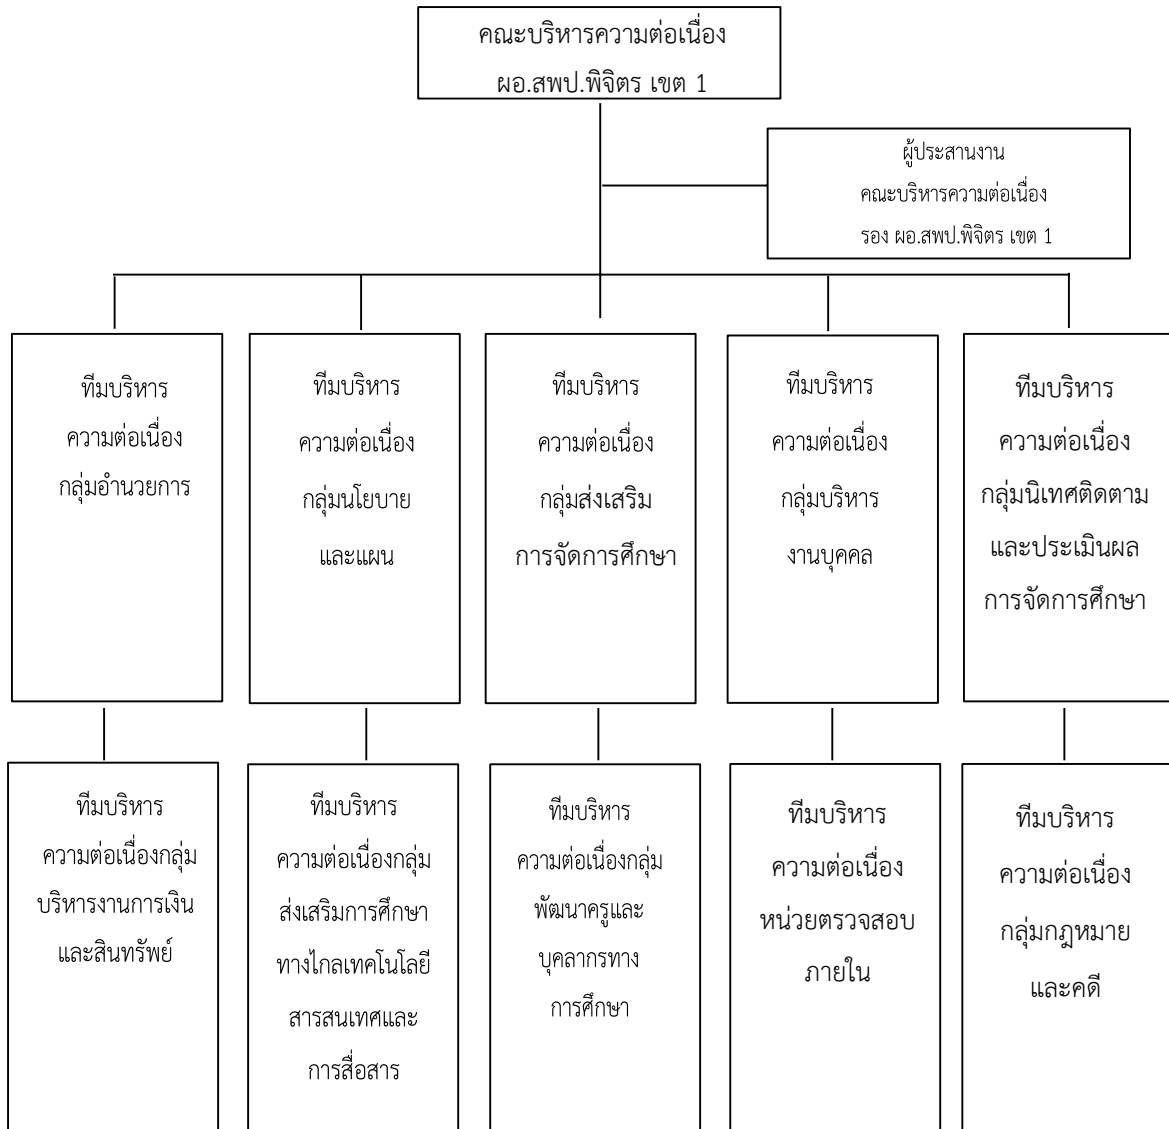 คณะบริหารความต่อเนื่อง
ผอ.สพป.พิจิตร เขต 1
ผู้ประสานงาน
คณะบริหารความต่อเนื่อง
รอง ผอ.สพป.พิจิตร เขต 1
ทีมบริหาร
ความต่อเนื่อง
กลุ่มอำนวยการ
ทีมบริหาร
ความต่อเนื่อง
กลุ่มนโยบาย
และแผน
ทีมบริหาร
ความต่อเนื่อง
กลุ่มส่งเสริม
การจัดการศึกษา
ทีมบริหาร
ความต่อเนื่อง
กลุ่มบริหาร
งานบุคคล
ทีมบริหาร
ความต่อเนื่อง
กลุ่มนิเทศติดตาม
และประเมินผล
การจัดการศึกษา
ทีมบริหาร
ความต่อเนื่องกลุ่ม
บริหารงานการเงิน
และสินทรัพย์
ทีมบริหาร
ความต่อเนื่องกลุ่ม
ส่งเสริมการศึกษา
ทางไกลเทคโนโลยี
สารสนเทศและ
การสื่อสาร
ทีมบริหาร
ความต่อเนื่องกลุ่ม
พัฒนาครูและ
บุคลากรทาง
การศึกษา
ทีมบริหาร
ความต่อเนื่อง
หน่วยตรวจสอบ
ภายใน
ทีมบริหาร
ความต่อเนื่อง
กลุ่มกฎหมาย
และคดี